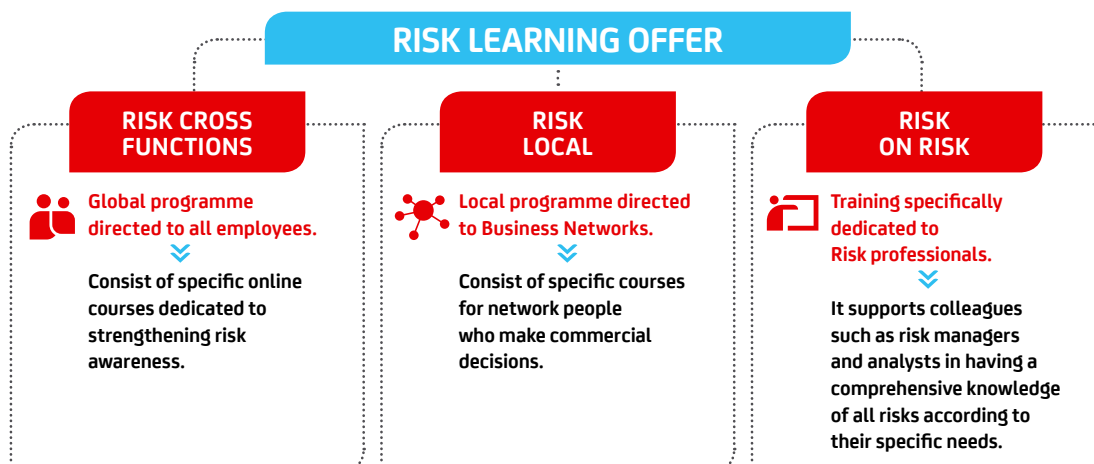 RISK LEARNING OFFER
RISK CROSS
FUNCTIONS
Global programme
directed to all employees.
Consist of specific online
courses dedicated to
strengthening risk
awareness.
RISK
LOCAL
Local programme directed
to Business Networks.
Consist of specific courses
for network people
who make commercial
decisions.
RISK
ON RISK
Training specifically
dedicated to
Risk professionals.
It supports colleagues
such as risk managers
and analysts in having a
comprehensive knowledge
of all risks according to
their specific needs.